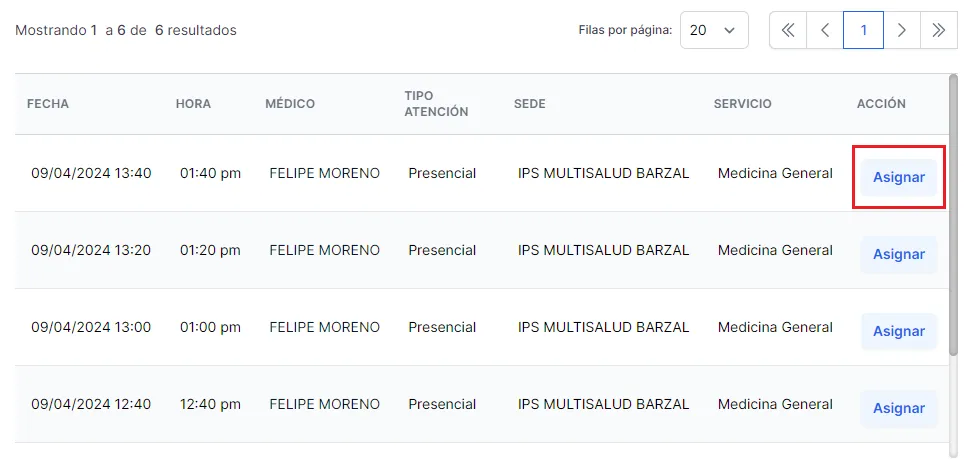 Mostrando 1 a 6 de 6 resultados
Filas por página: 20 1
FECHA HORA MÉDICO TIPO ATENCIÓN SEDE SERVICIO ACCIÓN
09/04/2024 13:40 01:40 pm FELIPE MORENO Presencial IPS MULTISALUD BARZAL Medicina General Asignar
09/04/2024 13:20 01:20 pm FELIPE MORENO Presencial IPS MULTISALUD BARZAL Medicina General Asignar
09/04/2024 13:00 01:00 pm FELIPE MORENO Presencial IPS MULTISALUD BARZAL Medicina General Asignar
09/04/2024 12:40 12:40 pm FELIPE MORENO Presencial IPS MULTISALUD BARZAL Medicina General Asignar